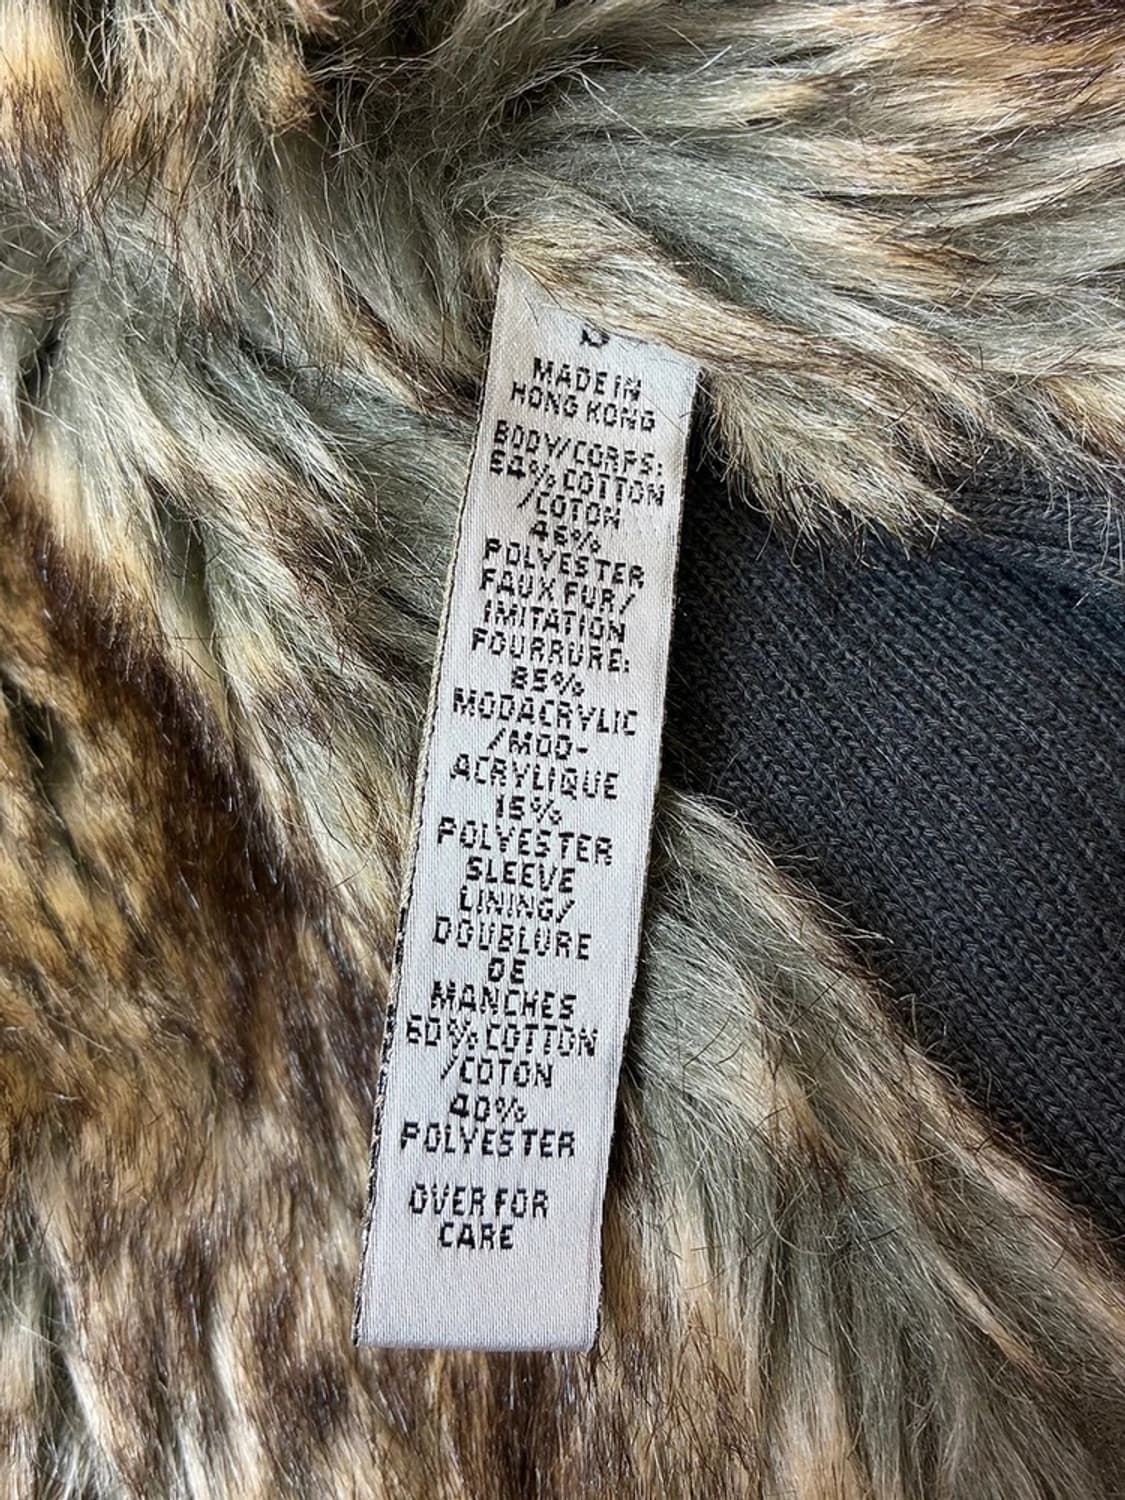 S
MADE IN
HONG KONG
BODY/CORPS:
54% COTTON
/COTON
46%
POLYESTER
FAUX FUR/
IMITATION
FOURRURE:
85%
MODACRYLIC
/MOD-
ACRYLIQUE
15%
POLYESTER
SLEEVE
LINING/
DOUBLURE
DE
MANCHES
60% COTTON
/COTON
40%
POLYESTER
OVER FOR
CARE